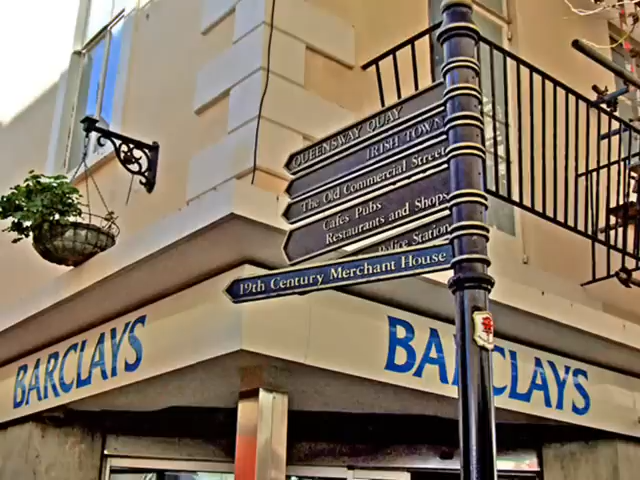 QUEENSWAY QUAY
IRISH TOWN
The Old Commercial Street
Cafes Pubs
Restaurants and Shops
Police Station
19th Century Merchant House
BARCLAYS
BARCLAYS